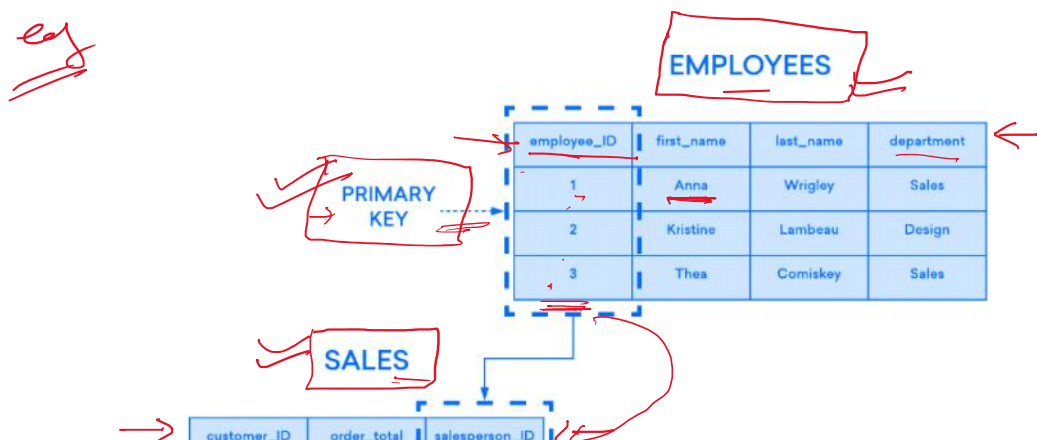 eg
EMPLOYEES
employee_ID first_name last_name department
1 Anna Wrigley Sales
PRIMARY
KEY
2 Kristine Lambeau Design
3 Thea Comiskey Sales
SALES
customer_ID order_total salesperson_ID